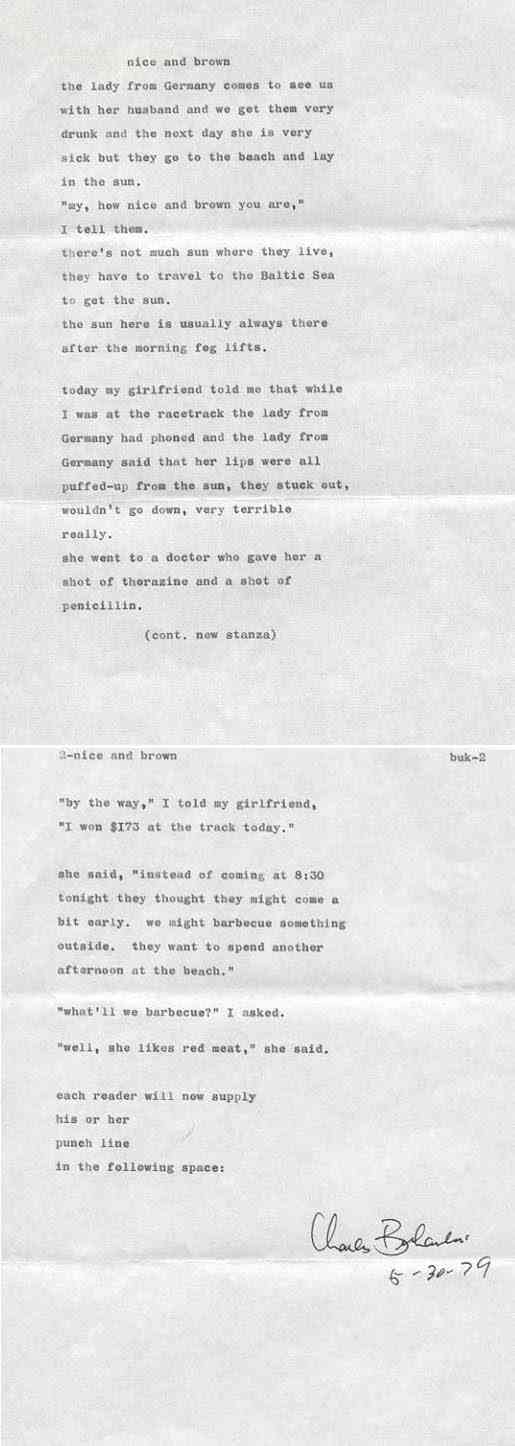 nice and brown
the lady from Germany comes to see us
with her husband and we get them very
drunk and the next day she is very
sick but they go to the beach and lay
in the sun.
"my, how nice and brown you are,"
I tell them.
there's not much sun where they live,
they have to travel to the Baltic Sea
to get the sun.
the sun here is usually always there
after the morning fog lifts.
today my girlfriend told me that while
I was at the racetrack the lady from
Germany had phoned and the lady from
Germany said that her lips were all
puffed-up from the sun, they stuck out,
wouldn't go down, very terrible
really.
she went to a doctor who gave her a
shot of thorazine and a shot of
penicillin.
(cont. new stanza)
2-nice and brown buk-2
"by the way," I told my girlfriend,
"I won $I73 at the track today."
she said, "instead of coming at 8:30
tonight they thought they might come a
bit early.  we might barbecue something
outside.  they want to spend another
afternoon at the beach."
"what'll we barbecue?" I asked.
"well, she likes red meat," she said.
each reader will now supply
his or her
punch line
in the following space:
Charles Bukowski
5-30-79